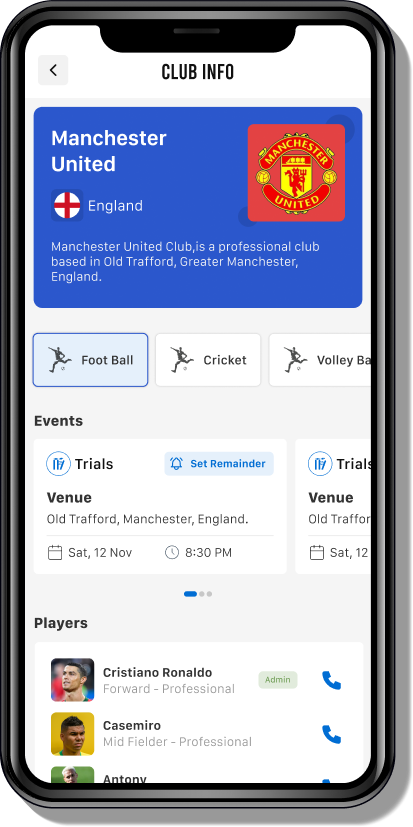 CLUB INFO
Manchester
United
MANCHESTER
UNITED
England
Manchester United Club,is a professional club
based in Old Trafford, Greater Manchester,
England.
Foot Ball
Cricket
Volley Ba
Events
Trials
Set Remainder
Trials
Venue
Venue
Old Trafford, Manchester, England.
Old Traffor
Sat, 12 Nov
8:30 PM
Sat, 12
Players
Cristiano Ronaldo
Forward - Professional
Admin
Casemiro
Mid Fielder - Professional
Antony